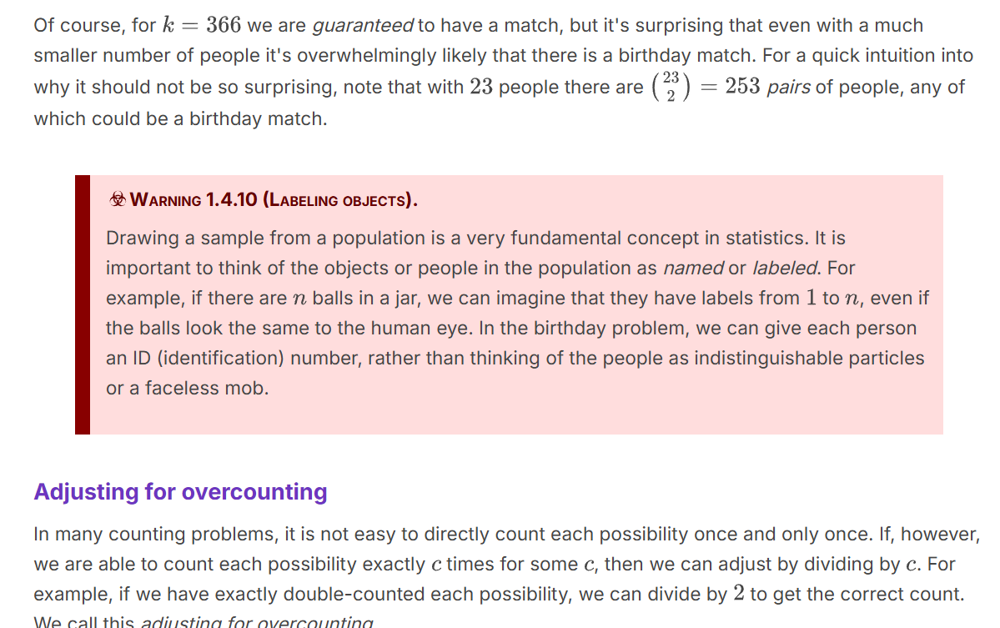 Of course, for k = 366 we are guaranteed to have a match, but it's surprising that even with a much
smaller number of people it's overwhelmingly likely that there is a birthday match. For a quick intuition into
why it should not be so surprising, note that with 23 people there are (23 2) = 253 pairs of people, any of
which could be a birthday match.
☣ WARNING 1.4.10 (LABELING OBJECTS).
Drawing a sample from a population is a very fundamental concept in statistics. It is
important to think of the objects or people in the population as named or labeled. For
example, if there are n balls in a jar, we can imagine that they have labels from 1 to n, even if
the balls look the same to the human eye. In the birthday problem, we can give each person
an ID (identification) number, rather than thinking of the people as indistinguishable particles
or a faceless mob.
Adjusting for overcounting
In many counting problems, it is not easy to directly count each possibility once and only once. If, however,
we are able to count each possibility exactly c times for some c, then we can adjust by dividing by c. For
example, if we have exactly double-counted each possibility, we can divide by 2 to get the correct count.
We call this adjusting for overcounting